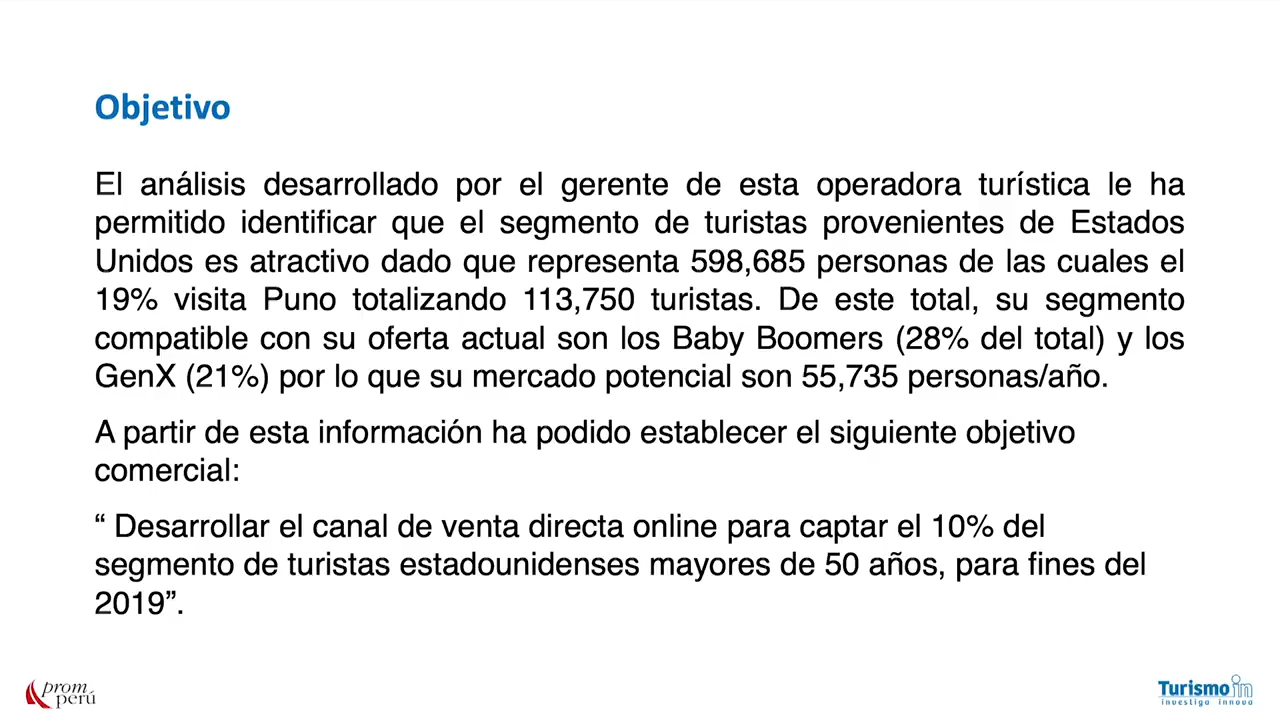 Objetivo
El análisis desarrollado por el gerente de esta operadora turística le ha
permitido identificar que el segmento de turistas provenientes de Estados
Unidos es atractivo dado que representa 598,685 personas de las cuales el
19% visita Puno totalizando 113,750 turistas. De este total, su segmento
compatible con su oferta actual son los Baby Boomers (28% del total) y los
GenX (21%) por lo que su mercado potencial son 55,735 personas/año.
A partir de esta información ha podido establecer el siguiente objetivo
comercial:
“ Desarrollar el canal de venta directa online para captar el 10% del
segmento de turistas estadounidenses mayores de 50 años, para fines del
2019”.
prom
perú
Turismo in
investiga innova